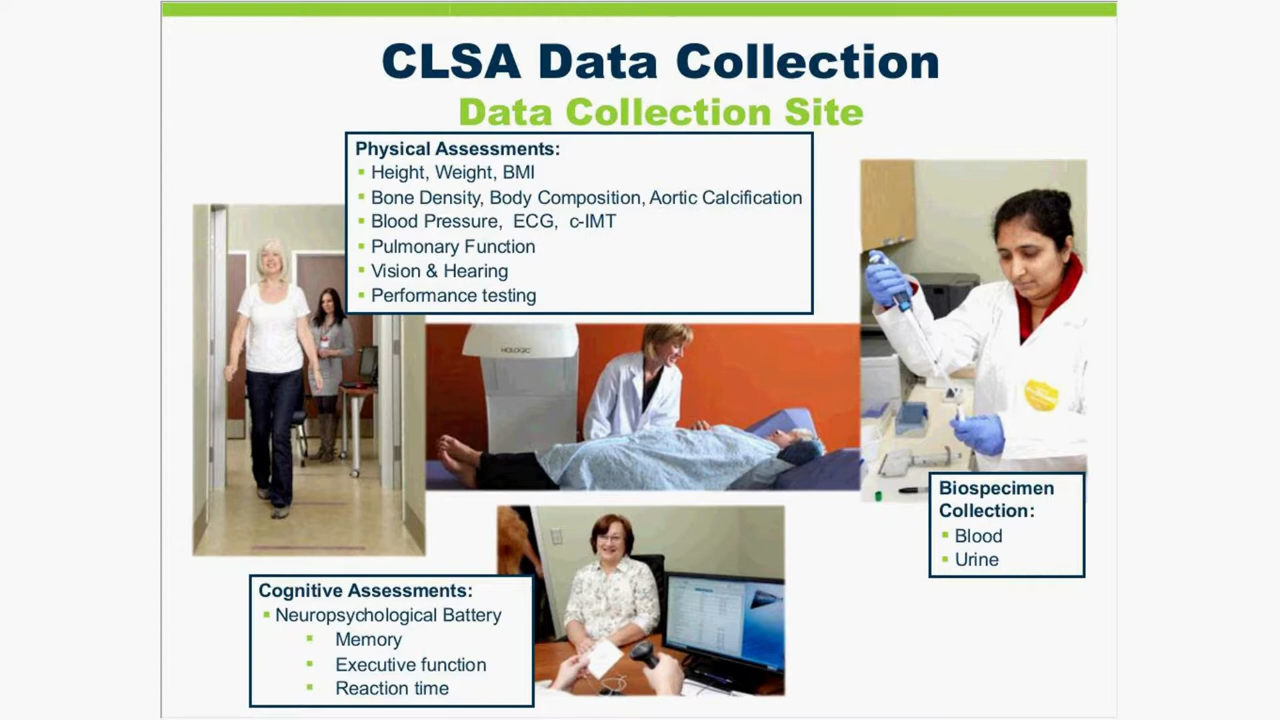 CLSA Data Collection
Data Collection Site
Physical Assessments:
▪ Height, Weight, BMI
▪ Bone Density, Body Composition, Aortic Calcification
▪ Blood Pressure, ECG, c-IMT
▪ Pulmonary Function
▪ Vision & Hearing
▪ Performance testing
HOLOGIC
Biospecimen
Collection:
▪ Blood
▪ Urine
Cognitive Assessments:
▪ Neuropsychological Battery
▪ Memory
▪ Executive function
▪ Reaction time